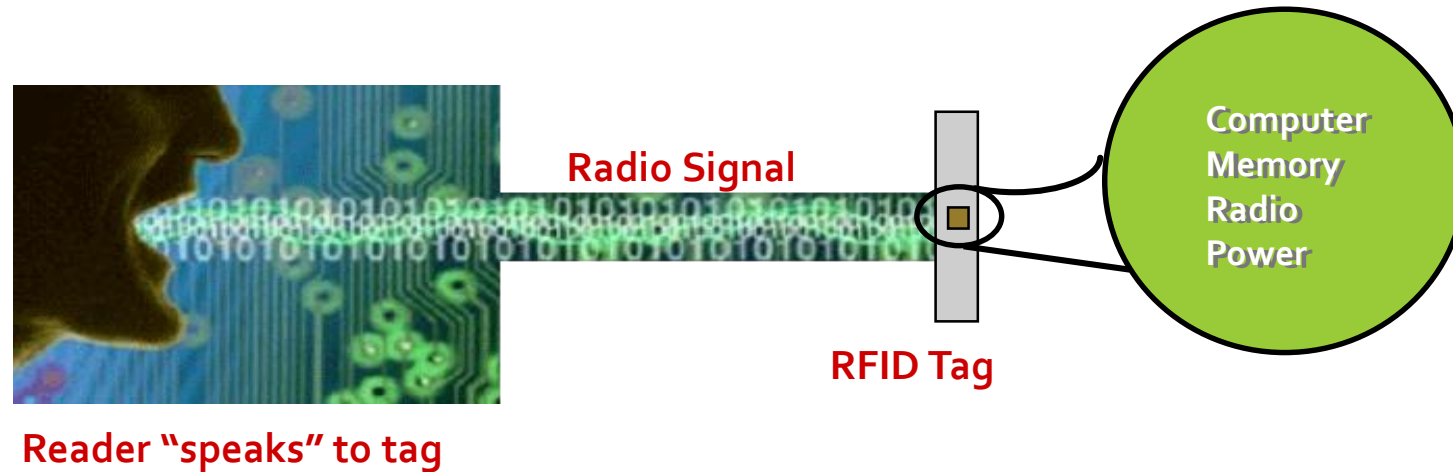 Radio Signal
Computer
Memory
Radio
Power
RFID Tag
Reader “speaks” to tag